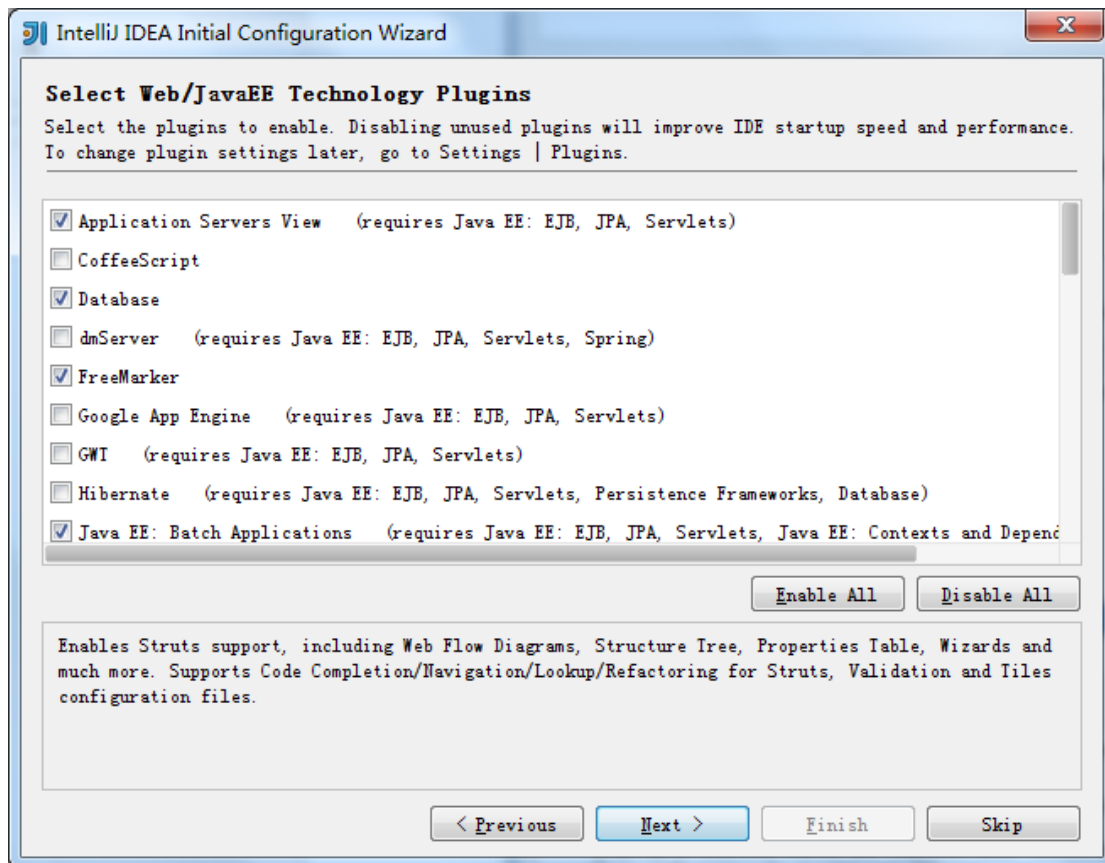 IntelliJ IDEA Initial Configuration Wizard
Select Web/JavaEE Technology Plugins
Select the plugins to enable. Disabling unused plugins will improve IDE startup speed and performance.
To change plugin settings later, go to Settings | Plugins.
Application Servers View (requires Java EE: EJB, JPA, Servlets)
CoffeeScript
Database
dmServer (requires Java EE: EJB, JPA, Servlets, Spring)
FreeMarker
Google App Engine (requires Java EE: EJB, JPA, Servlets)
GWT (requires Java EE: EJB, JPA, Servlets)
Hibernate (requires Java EE: EJB, JPA, Servlets, Persistence Frameworks, Database)
Java EE: Batch Applications (requires Java EE: EJB, JPA, Servlets, Java EE: Contexts and Depend
Enable All Disable All
Enables Struts support, including Web Flow Diagrams, Structure Tree, Properties Table, Wizards and
much more. Supports Code Completion/Navigation/Lookup/Refactoring for Struts, Validation and Tiles
configuration files.
< Previous Next > Finish Skip